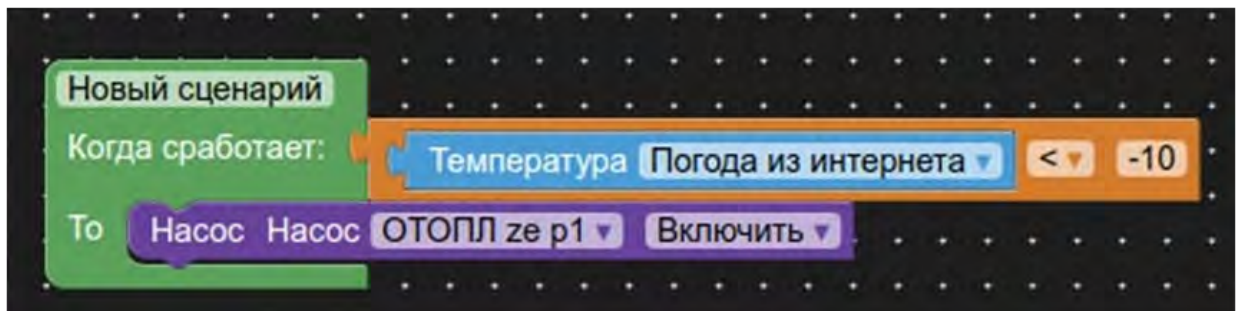 Новый сценарий
Когда сработает: Температура Погода из интернета < -10
То Насос Насос ОТОПЛ ze p1 Включить